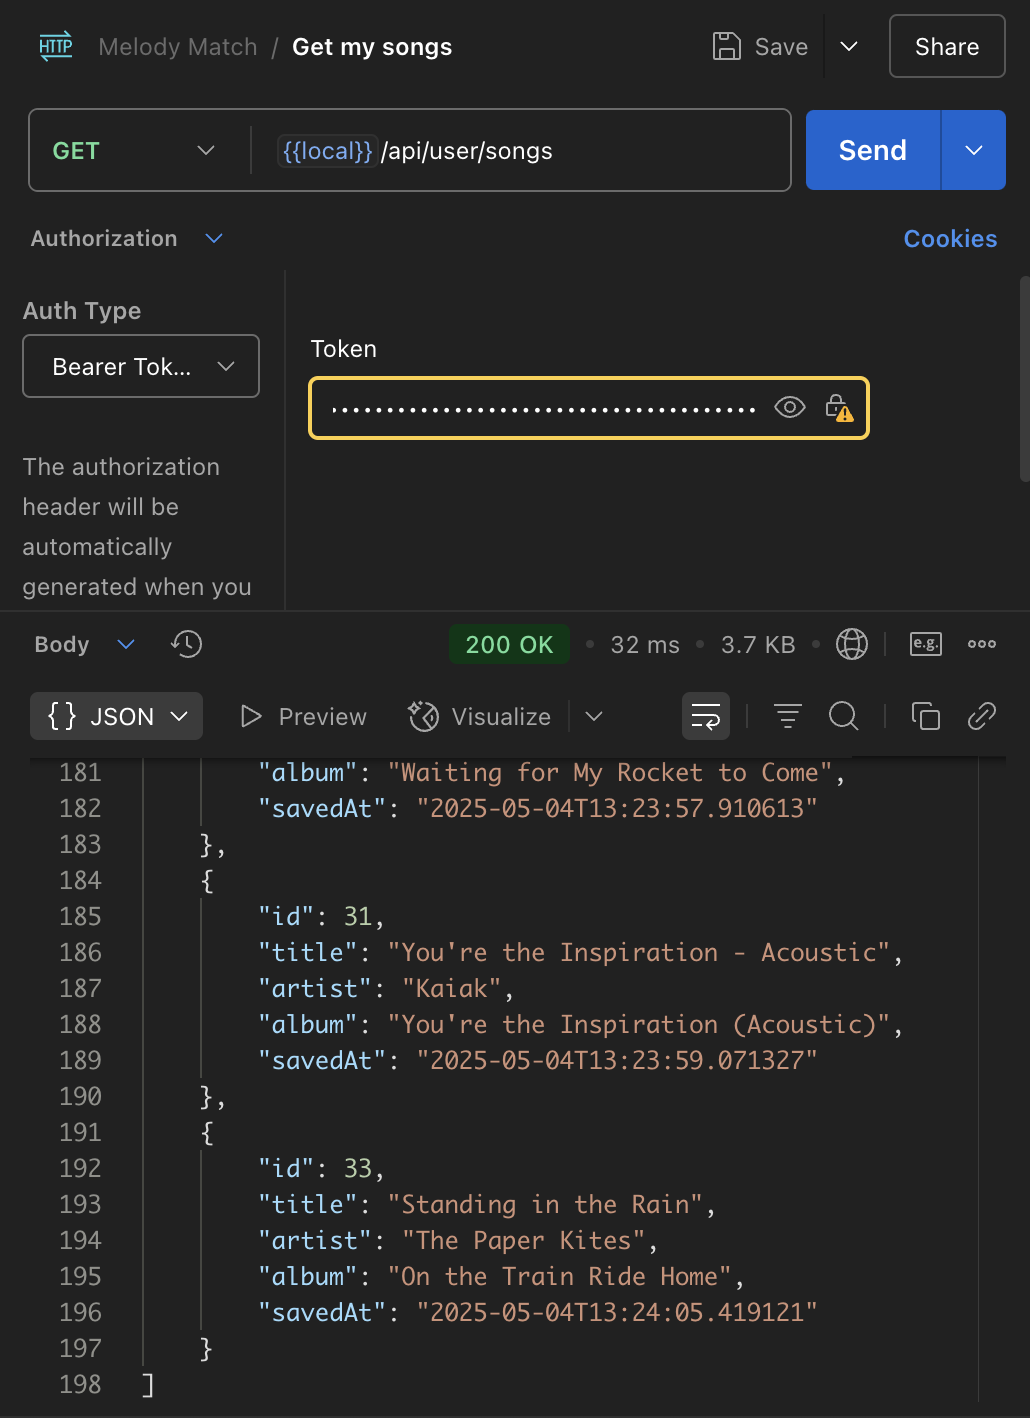 HTTP Melody Match / Get my songs Save Share
GET {{local}}/api/user/songs Send
Authorization Cookies
Auth Type
Bearer Tok...
Token
The authorization
header will be
automatically
generated when you
Body 200 OK • 32 ms • 3.7 KB • e.g.
{} JSON Preview Visualize
181 "album": "Waiting for My Rocket to Come",
182 "savedAt": "2025-05-04T13:23:57.910613"
183 },
184 {
185 "id": 31,
186 "title": "You're the Inspiration - Acoustic",
187 "artist": "Kaiak",
188 "album": "You're the Inspiration (Acoustic)",
189 "savedAt": "2025-05-04T13:23:59.071327"
190 },
191 {
192 "id": 33,
193 "title": "Standing in the Rain",
194 "artist": "The Paper Kites",
195 "album": "On the Train Ride Home",
196 "savedAt": "2025-05-04T13:24:05.419121"
197 }
198 ]